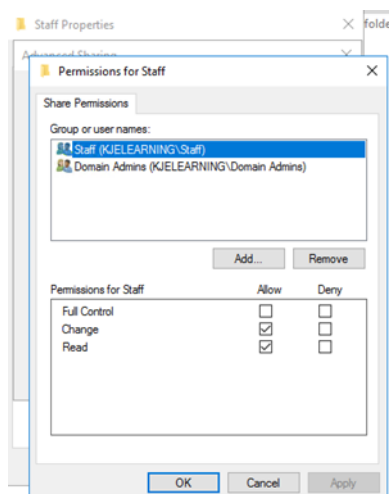 Staff Properties
folde
Advanced Sharing
Permissions for Staff
Share Permissions
Group or user names:
Staff (KJELEARNING\Staff)
Domain Admins (KJELEARNING\Domain Admins)
Add...
Remove
Permissions for Staff
Allow
Deny
Full Control
Change
Read
OK
Cancel
Apply